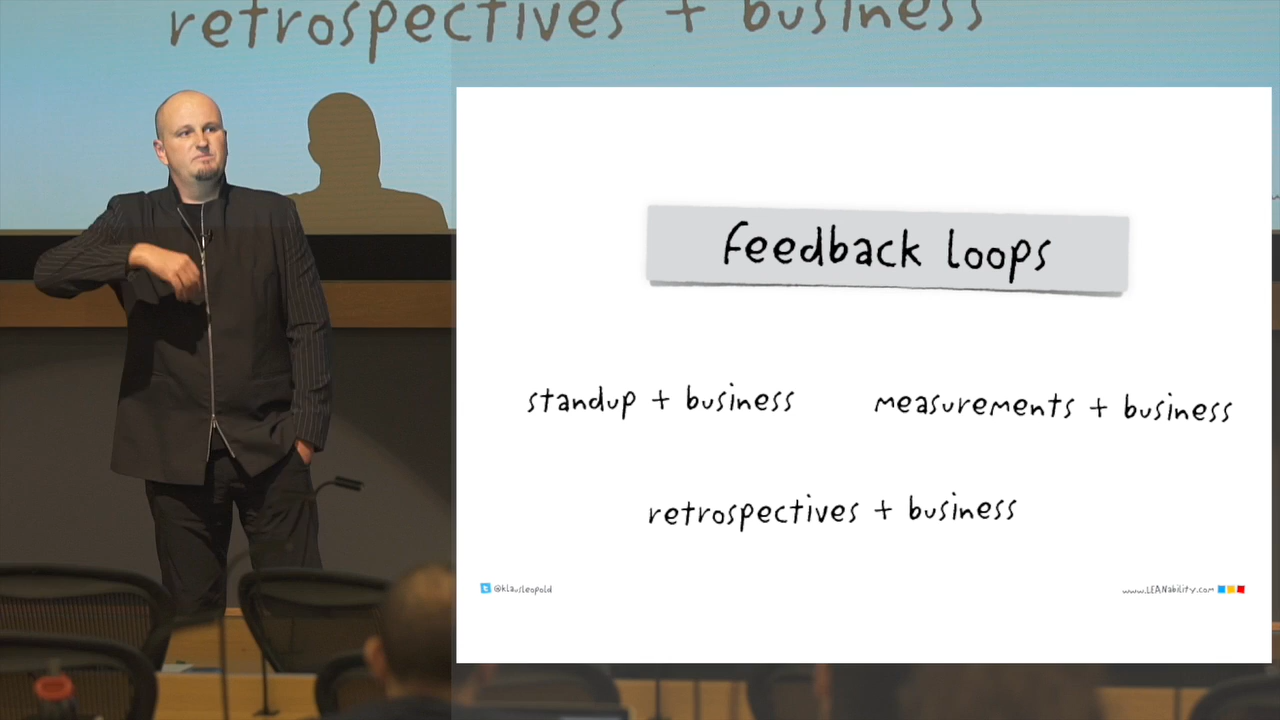 retrospectives + business
feedback loops
standup + business
measurements + business
retrospectives + business
@klausleopold
www.LEANability.com